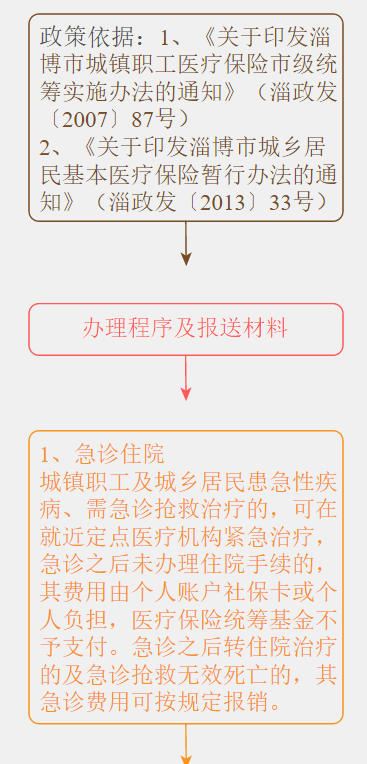 政策依据：1、《关于印发淄
博市城镇职工医疗保险市级统
筹实施办法的通知》（淄政发
〔2007〕87号）
2、《关于印发淄博市城乡居
民基本医疗保险暂行办法的通
知》（淄政发〔2013〕33号）
办理程序及报送材料
1、急诊住院
城镇职工及城乡居民患急性疾
病、需急诊抢救治疗的，可在
就近定点医疗机构紧急治疗，
急诊之后未办理住院手续的，
其费用由个人账户社保卡或个
人负担，医疗保险统筹基金不
予支付。急诊之后转住院治疗
的及急诊抢救无效死亡的，其
急诊费用可按规定报销。